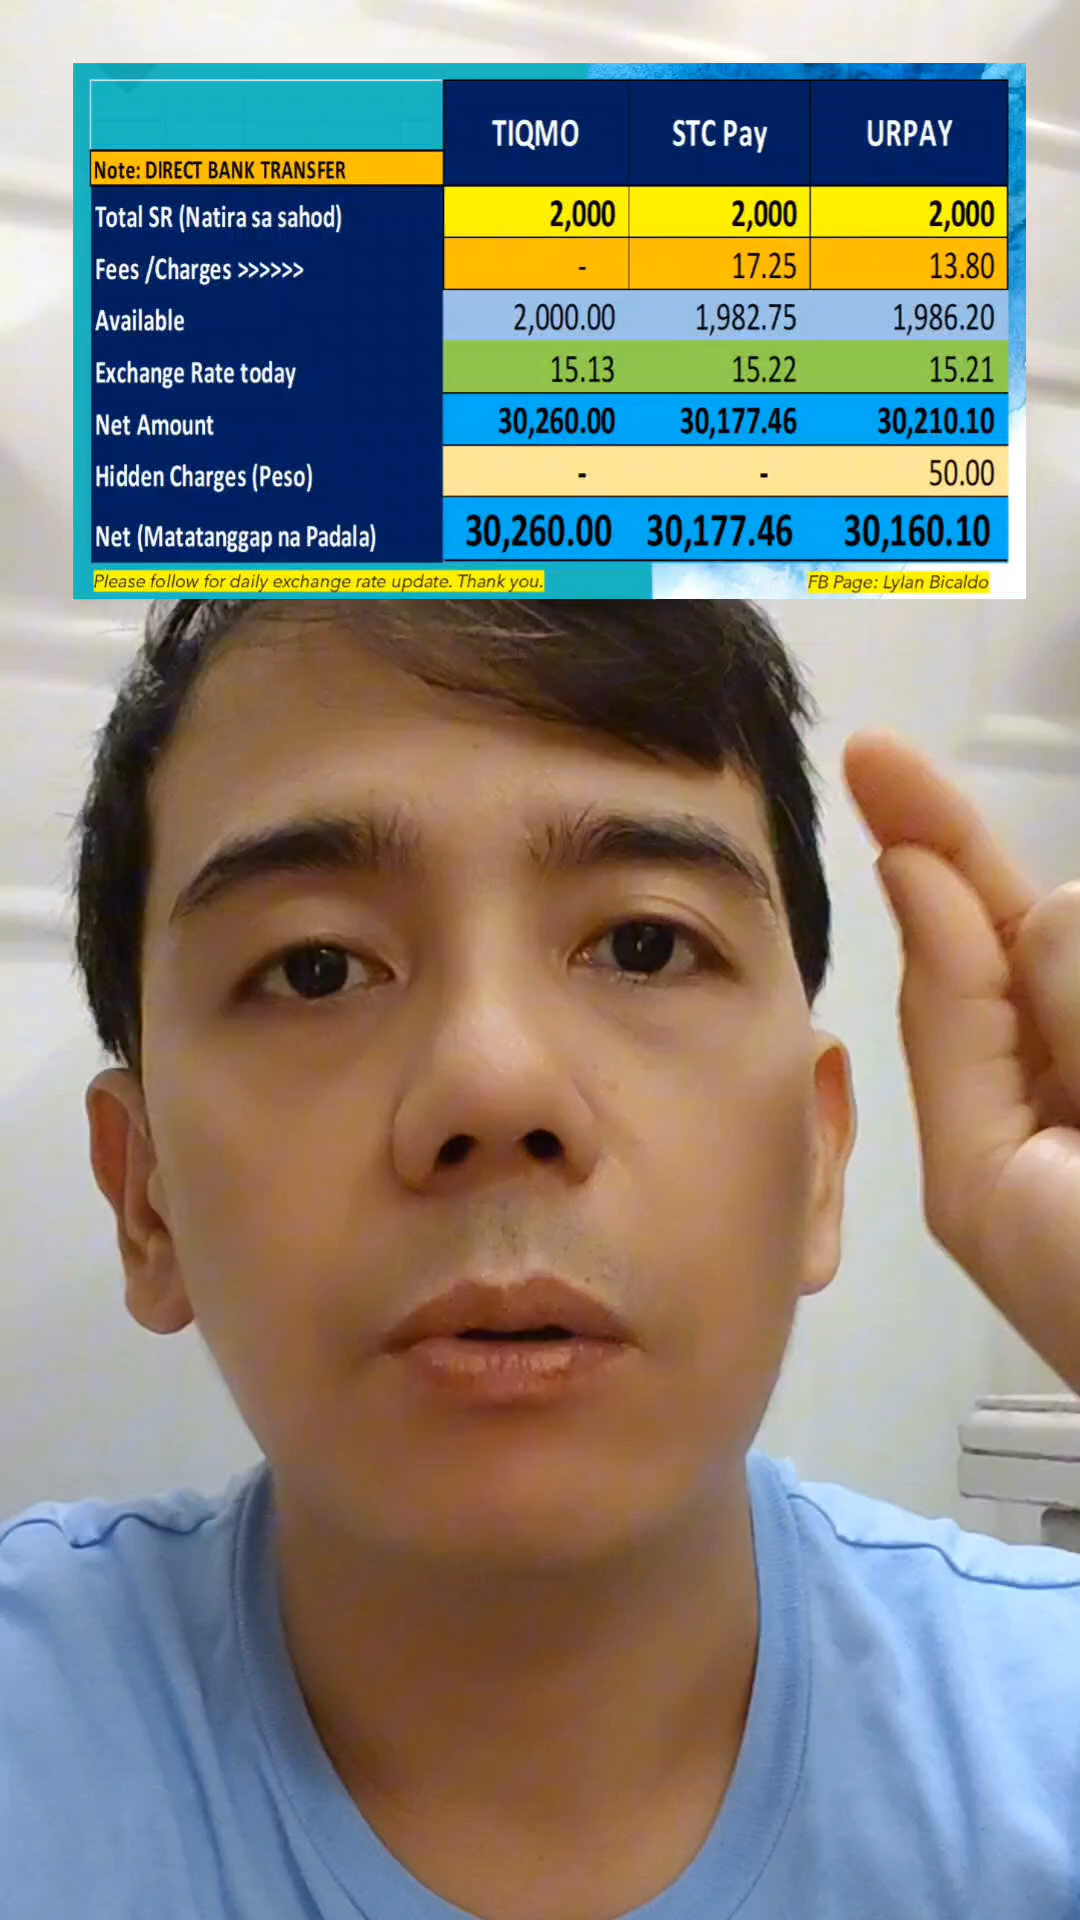 TIQMO STC Pay URPAY
Note: DIRECT BANK TRANSFER
Total SR (Natira sa sahod) 2,000 2,000 2,000
Fees /Charges >>>>>> - 17.25 13.80
Available 2,000.00 1,982.75 1,986.20
Exchange Rate today 15.13 15.22 15.21
Net Amount 30,260.00 30,177.46 30,210.10
Hidden Charges (Peso) - - 50.00
Net (Matatanggap na Padala) 30,260.00 30,177.46 30,160.10
Please follow for daily exchange rate update. Thank you. FB Page: Lylan Bicaldo